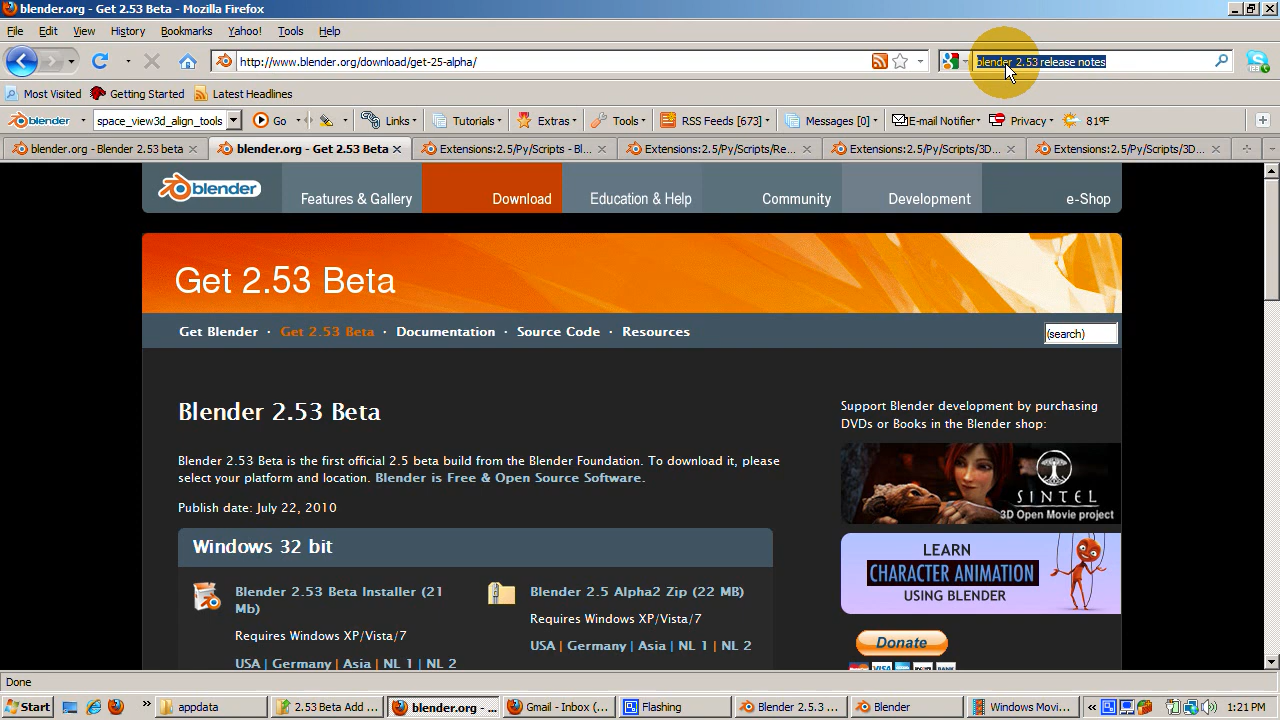 blender.org - Get 2.53 Beta - Mozilla Firefox
File Edit View History Bookmarks Yahoo! Tools Help
http://www.blender.org/download/get-25-alpha/
blender 2.53 release notes
Most Visited Getting Started Latest Headlines
blender space_view3d_align_tools Go Links Tutorials Extras Tools RSS Feeds [673] Messages [0] E-mail Notifier Privacy 81°F
blender.org - Blender 2.53 beta
blender.org - Get 2.53 Beta
Extensions:2.5/Py/Scripts - Bl...
Extensions:2.5/Py/Scripts/Re...
Extensions:2.5/Py/Scripts/3D...
Extensions:2.5/Py/Scripts/3D...
blender
Features & Gallery Download Education & Help Community Development e-Shop
Get 2.53 Beta
Get Blender · Get 2.53 Beta · Documentation · Source Code · Resources
(search)
Blender 2.53 Beta
Blender 2.53 Beta is the first official 2.5 beta build from the Blender Foundation. To download it, please
select your platform and location. Blender is Free & Open Source Software.
Publish date: July 22, 2010
Windows 32 bit
Blender 2.53 Beta Installer (21
Mb)
Requires Windows XP/Vista/7
USA | Germany | Asia | NL 1 | NL 2
Blender 2.5 Alpha2 Zip (22 MB)
Requires Windows XP/Vista/7
USA | Germany | Asia | NL 1 | NL 2
Support Blender development by purchasing
DVDs or Books in the Blender shop:
SINTEL
3D Open Movie project
LEARN
CHARACTER ANIMATION
USING BLENDER
Donate
Done
Start
appdata
2.53 Beta Add ...
blender.org - ...
Gmail - Inbox (...
Flashing
Blender 2.5.3 ...
Blender
Windows Movi...
1:21 PM